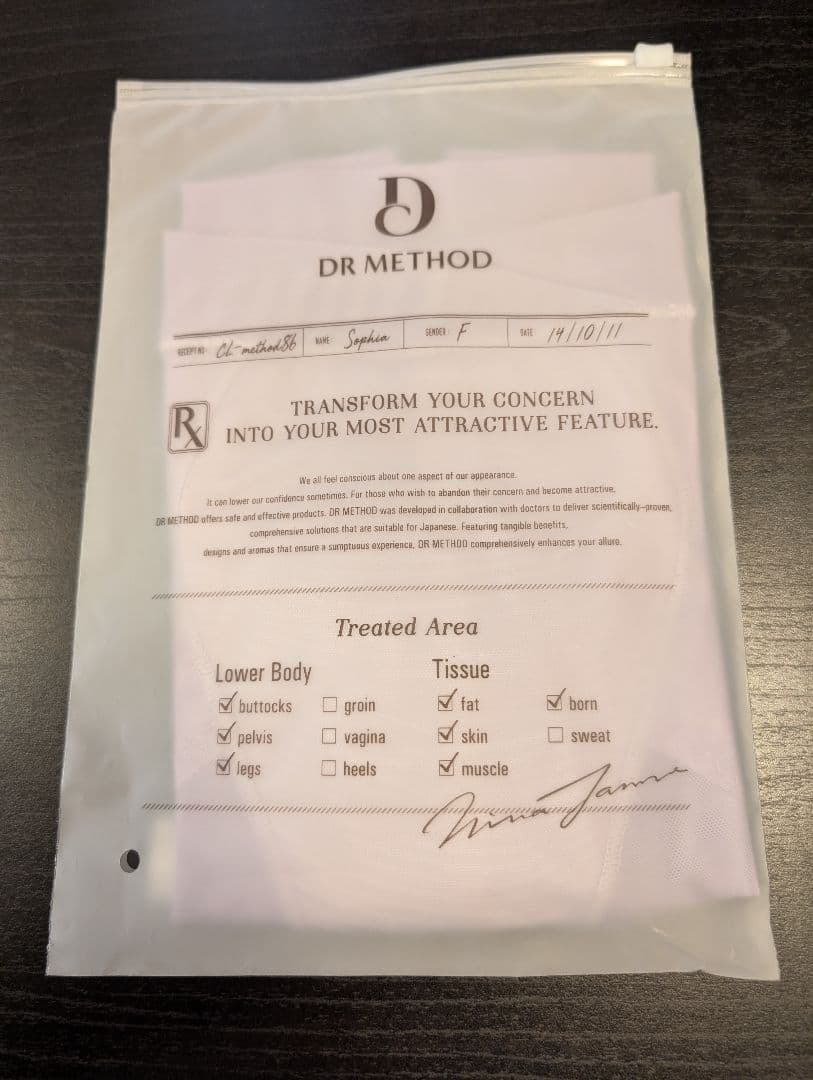 DR METHOD
RECEIPT NO: CL-method86 NAME: Sophia GENDER: F DATE 14/10/11
Rx
TRANSFORM YOUR CONCERN
INTO YOUR MOST ATTRACTIVE FEATURE.
We all feel conscious about one aspect of our appearance.
It can lower our confidence sometimes. For those who wish to abandon their concern and become attractive,
DR METHOD offers safe and effective products. DR METHOD was developed in collaboration with doctors to deliver scientifically-proven,
comprehensive solutions that are suitable for Japanese. Featuring tangible benefits,
designs and aromas that ensure a sumptuous experience, DR METHOD comprehensively enhances your allure.
Treated Area
Lower Body
☑ buttocks ☐ groin
☑ pelvis ☐ vagina
☑ legs ☐ heels
Tissue
☑ fat ☑ born
☑ skin ☐ sweat
☑ muscle